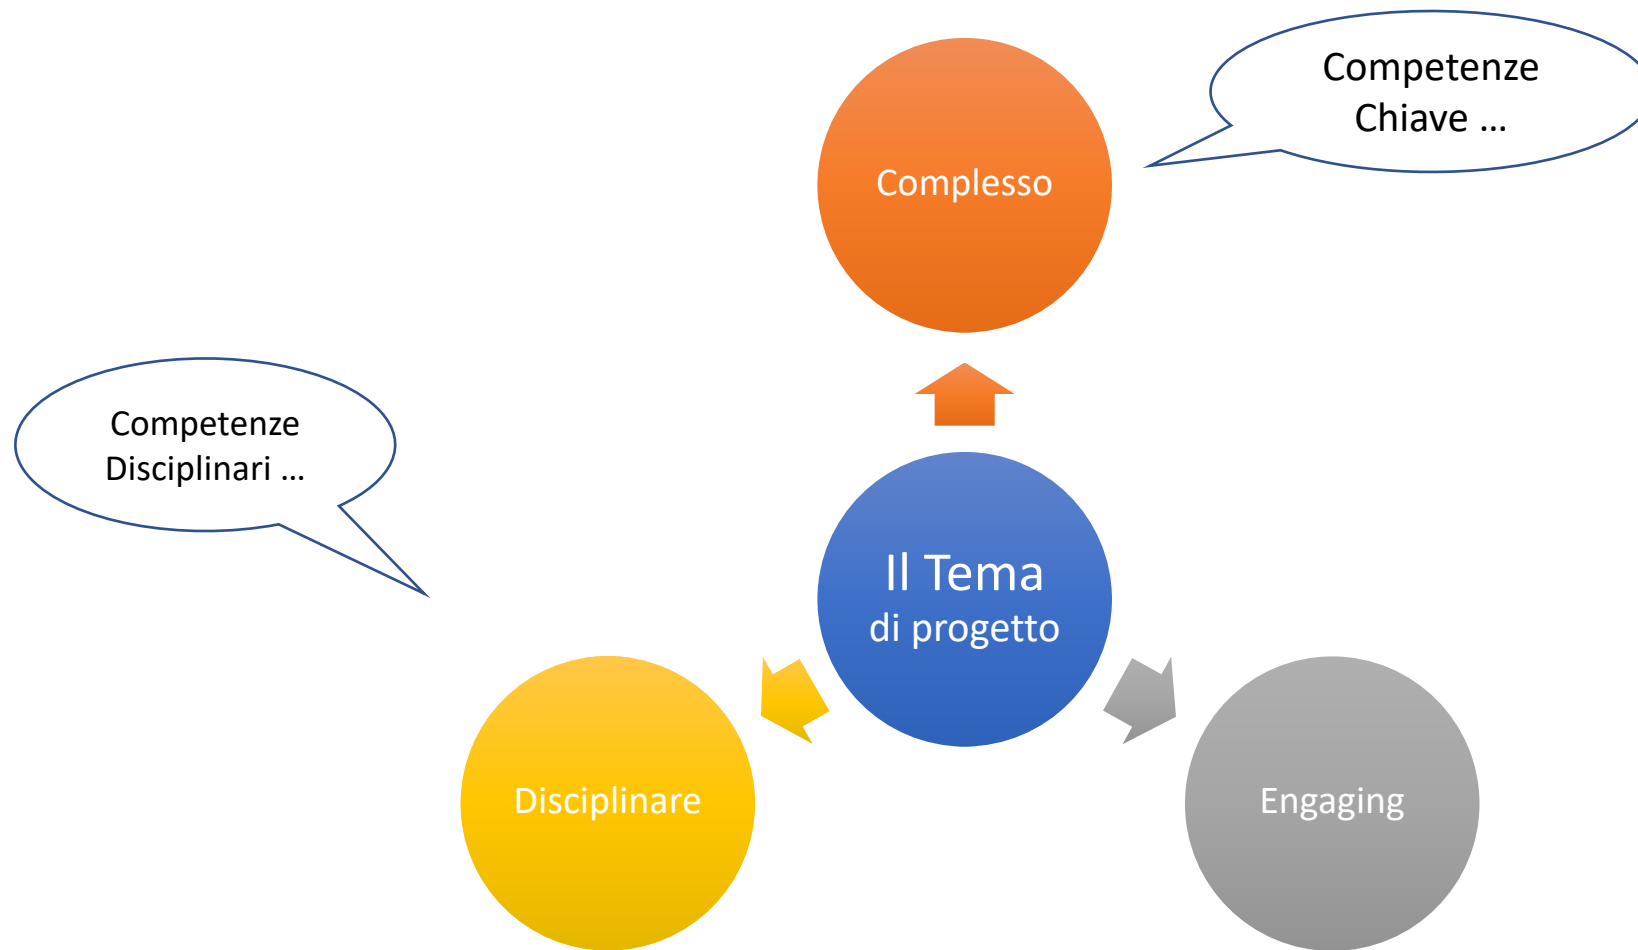 Competenze
Chiave …
Complesso
Competenze
Disciplinari …
Il Tema
di progetto
Disciplinare
Engaging